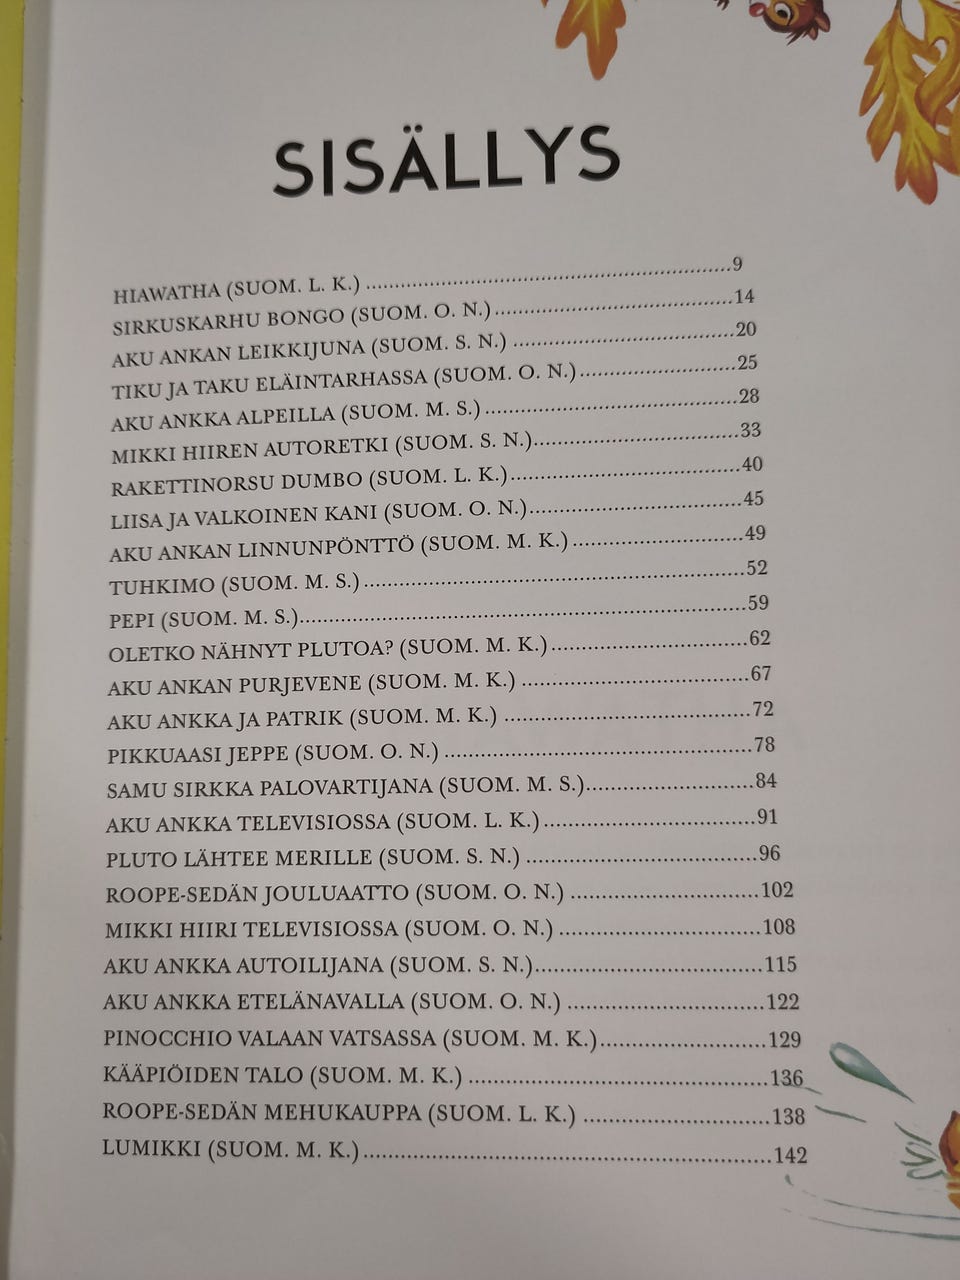 SISÄLLYS
HIAWATHA (SUOM. L. K.) ........................................................9
SIRKUSKARHU BONGO (SUOM. O. N.) ....................................14
AKU ANKAN LEIKKIJUNA (SUOM. S. N.) ..................................20
TIKU JA TAKU ELÄINTARHASSA (SUOM. O. N.) ........................25
AKU ANKKA ALPEILLA (SUOM. M. S.) ......................................28
MIKKI HIIREN AUTORETKI (SUOM. S. N.)................................33
RAKETTINORSU DUMBO (SUOM. L. K.)....................................40
LIISA JA VALKOINEN KANI (SUOM. O. N.)................................45
AKU ANKAN LINNUNPÖNTTÖ (SUOM. M. K.) ..........................49
TUHKIMO (SUOM. M. S.) ........................................................52
PEPI (SUOM. M. S.)..................................................................59
OLETKO NÄHNYT PLUTOA? (SUOM. M. K.) ..............................62
AKU ANKAN PURJEVENE (SUOM. M. K.) ..................................67
AKU ANKKA JA PATRIK (SUOM. M. K.) ....................................72
PIKKUAASI JEPPE (SUOM. O. N.) ..............................................78
SAMU SIRKKA PALOVARTIJANA (SUOM. M. S.)..........................84
AKU ANKKA TELEVISIOSSA (SUOM. L. K.) ................................91
PLUTO LÄHTEE MERILLE (SUOM. S. N.) ..................................96
ROOPE-SEDÄN JOULUAATTO (SUOM. O. N.) ............................102
MIKKI HIIRI TELEVISIOSSA (SUOM. O. N.) ..............................108
AKU ANKKA AUTOILIJANA (SUOM. S. N.)..................................115
AKU ANKKA ETELÄNAVALLA (SUOM. O. N.) ............................122
PINOCCHIO VALAAN VATSASSA (SUOM. M. K.)........................129
KÄÄPIÖIDEN TALO (SUOM. M. K.) ..........................................136
ROOPE-SEDÄN MEHUKAUPPA (SUOM. L. K.) ..........................138
LUMIKKI (SUOM. M. K.) ..........................................................142